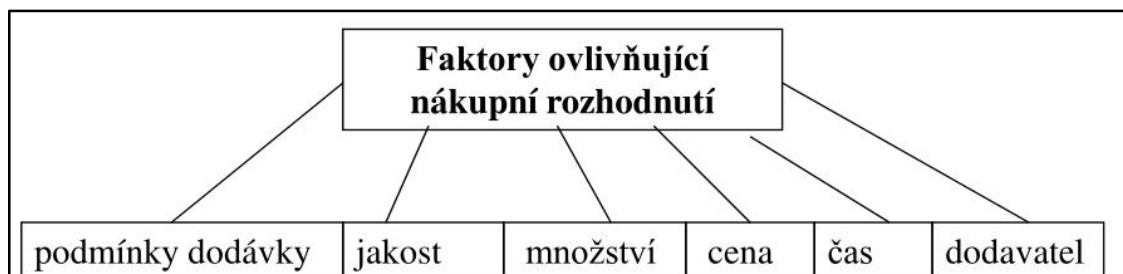 Faktory ovlivňující
nákupní rozhodnutí
podmínky dodávky jakost množství cena čas dodavatel